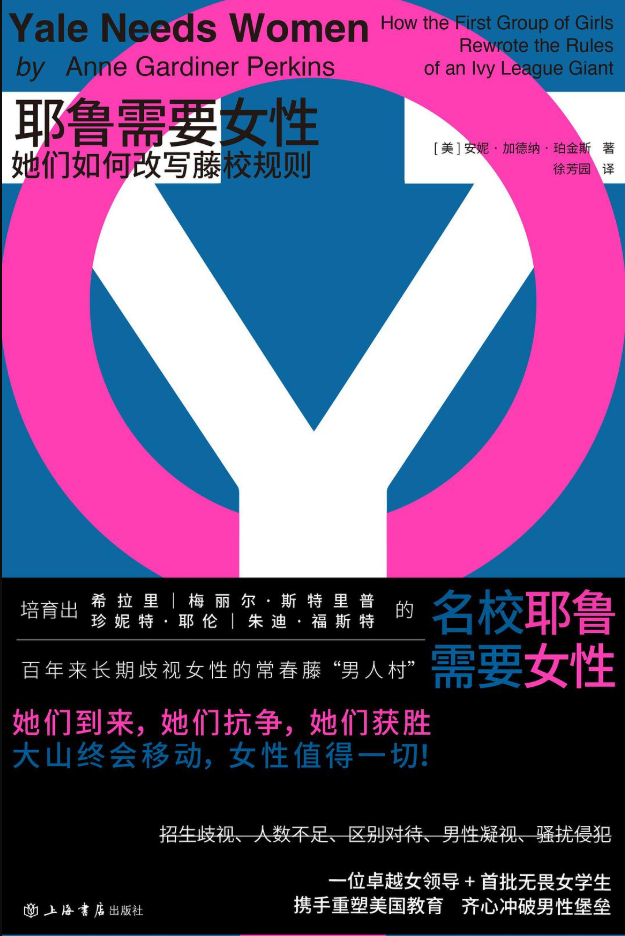 Yale Needs Women
by Anne Gardiner Perkins
How the First Group of Girls
Rewrote the Rules
of an Ivy League Giant
耶鲁需要女性
她们如何改写藤校规则
[ 美 ] 安妮 · 加德纳 · 珀金斯 著
徐芳园 译
培育出 希拉里｜梅丽尔·斯特里普 的
珍妮特·耶伦｜朱迪·福斯特
百年来长期歧视女性的常春藤“男人村”
名校耶鲁
需要女性
她们到来，她们抗争，她们获胜
大山终会移动，女性值得一切！
招生歧视、人数不足、区别对待、男性凝视、骚扰侵犯
一位卓越女领导 + 首批无畏女学生
携手重塑美国教育 齐心冲破男性堡垒
上海书店出版社